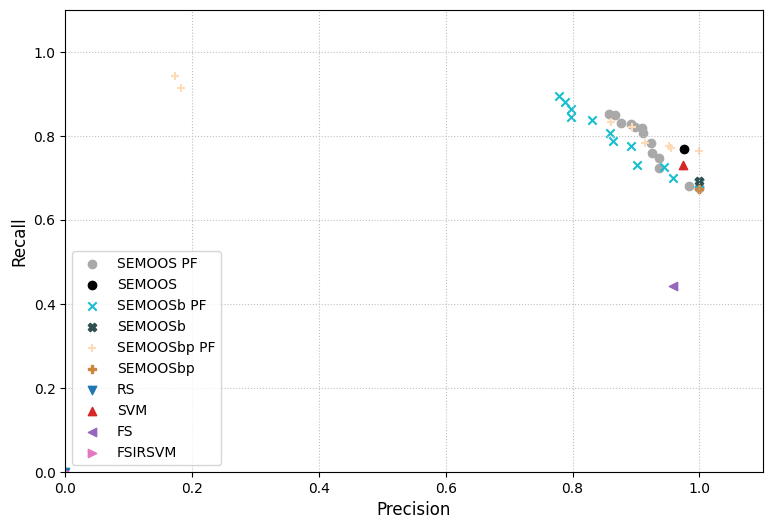 1.0
0.8
0.6
0.4
0.2
0.0
Recall
SEMOOS PF
SEMOOS
SEMOOSb PF
SEMOOSb
SEMOOSbp PF
SEMOOSbp
RS
SVM
FS
FSIRSVM
0.0 0.2 0.4 0.6 0.8 1.0
Precision